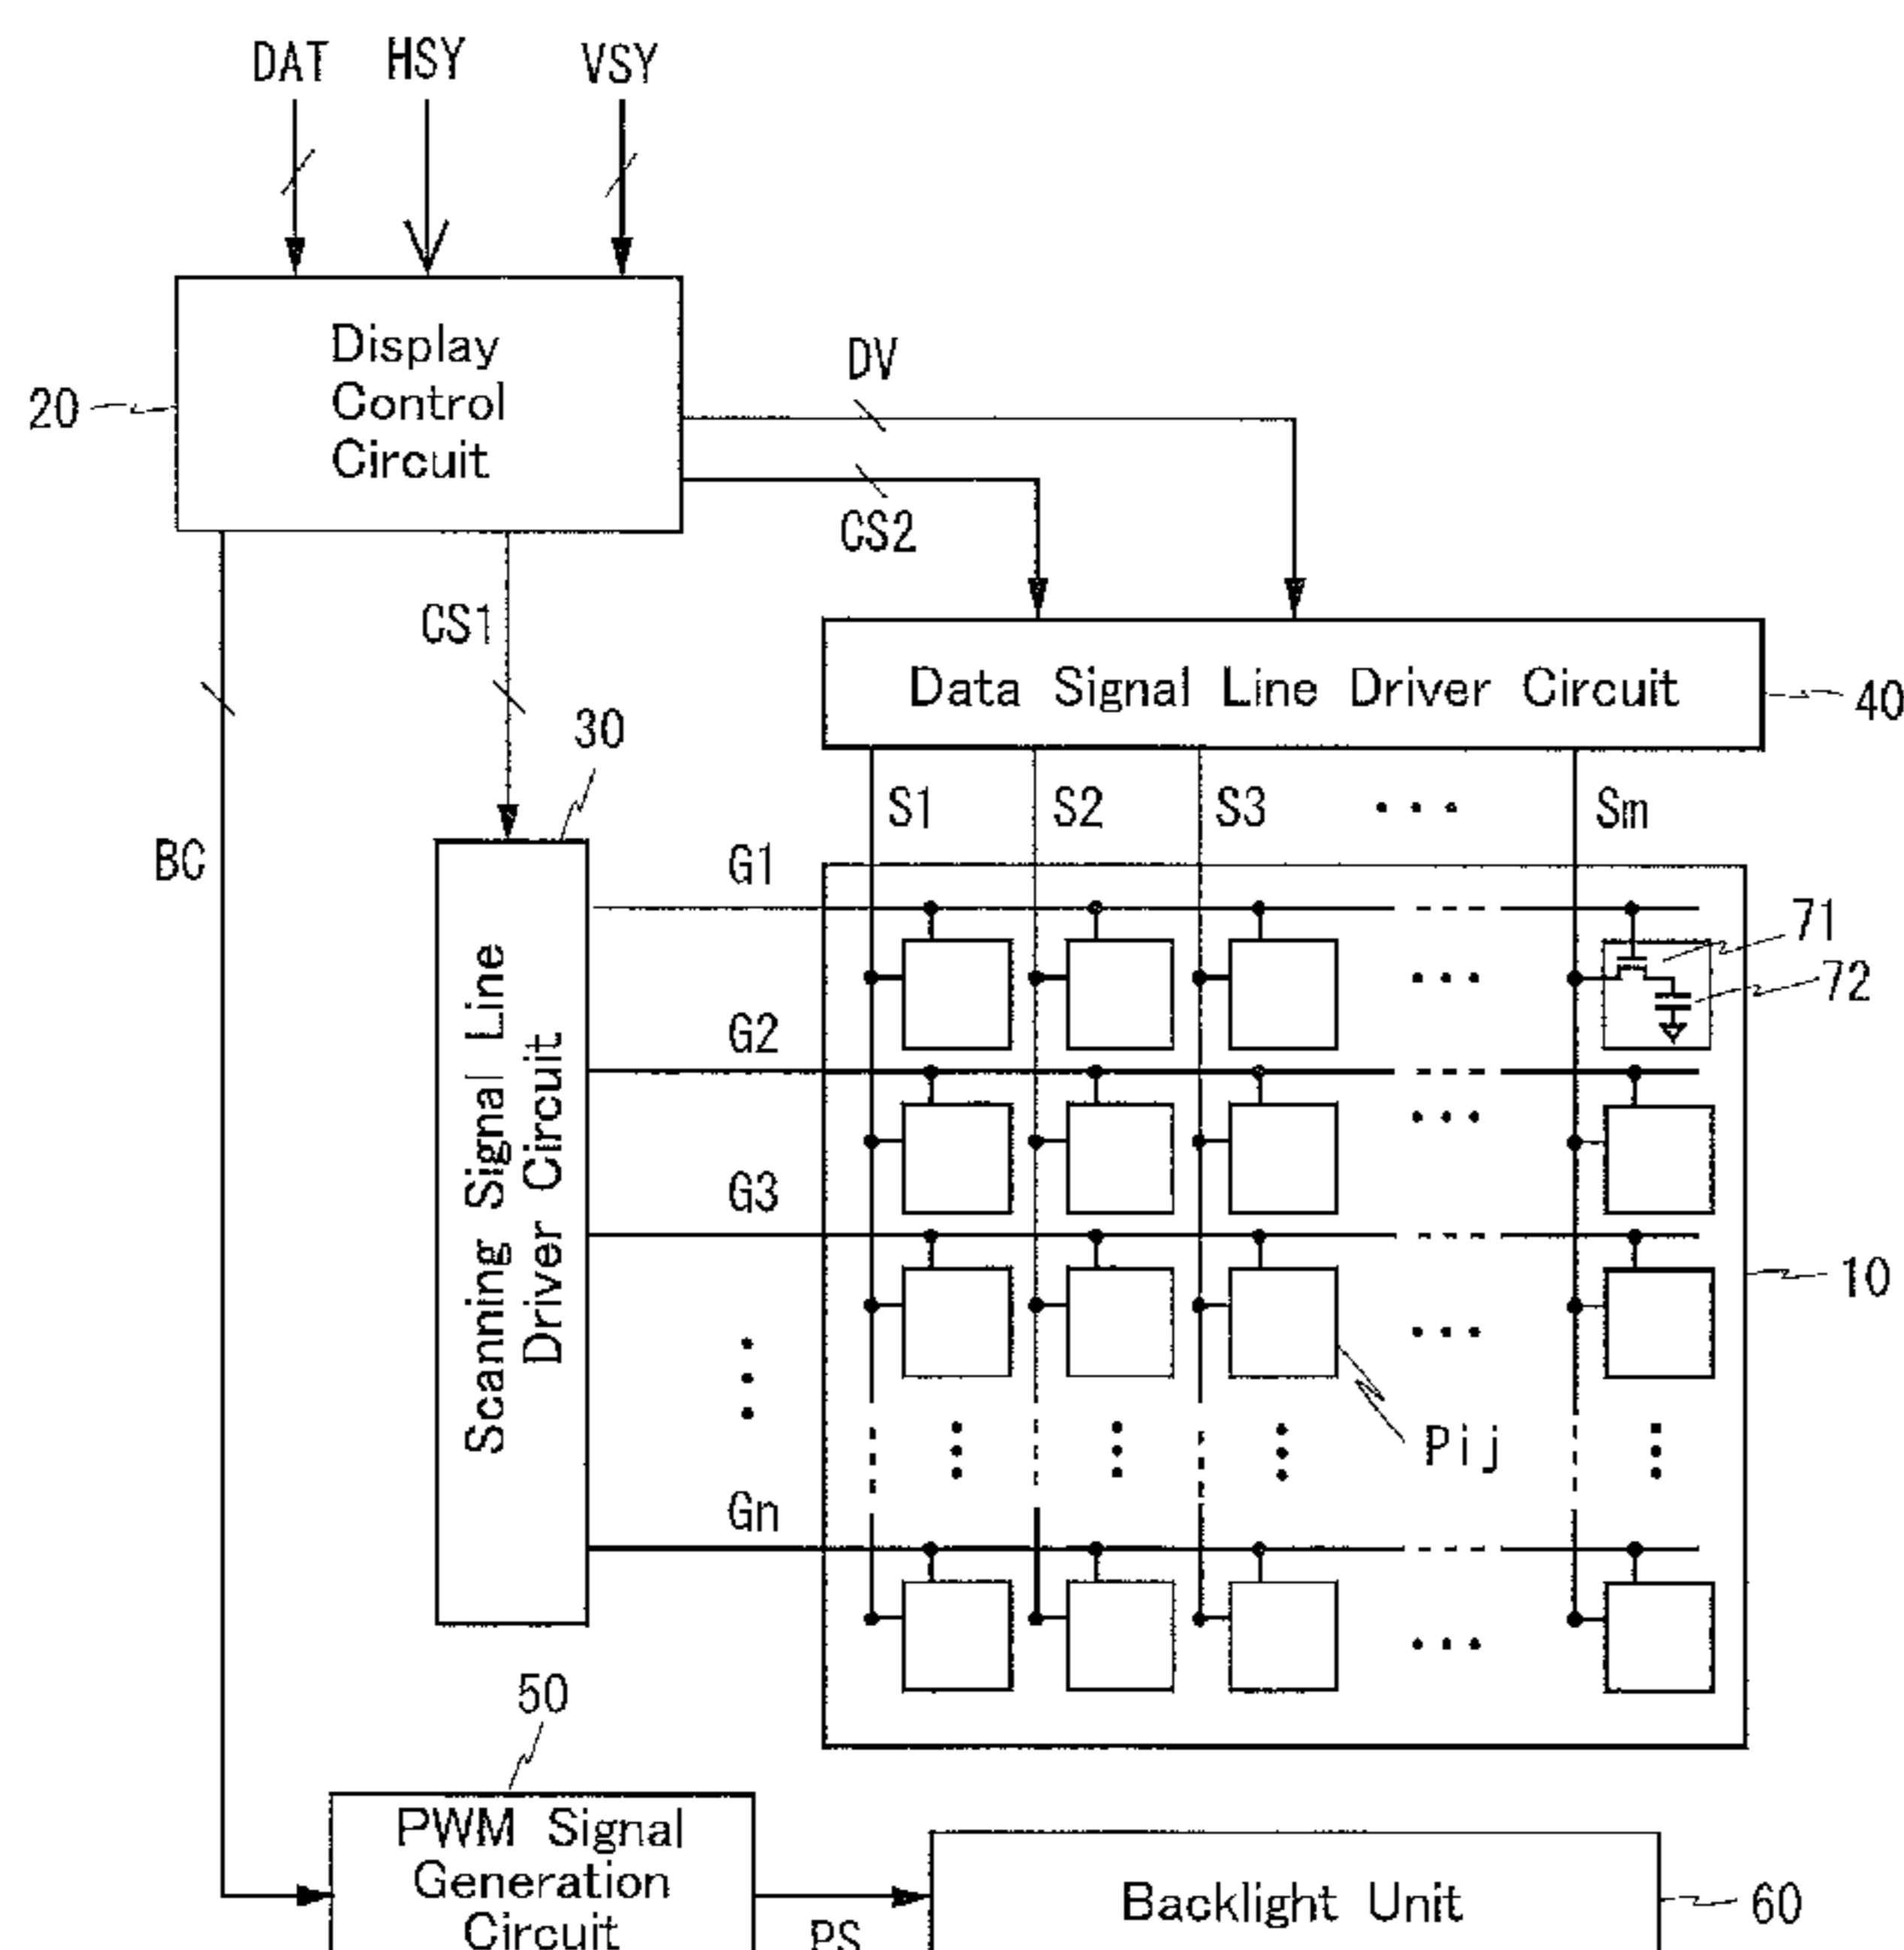 DAT HSY VSY
Display
Control
Circuit
20
DV
CS2
CS1
BC
30
Data Signal Line Driver Circuit
40
S1 S2 S3 ... Sm
G1
G2
G3
Gn
71
72
Scanning Signal Line
Driver Circuit
10
Pij
50
PWM Signal
Generation
Circuit
PS
Backlight Unit
60